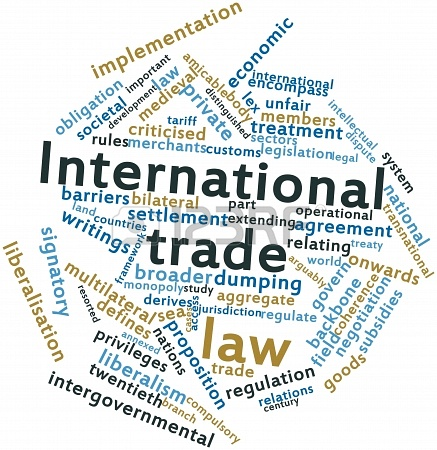 implementation
economic
important
amicable
body
international
encompass
law
medieval
distinguished
lex
unfair
obligation
societal
development
private
members
intellectual
tariff
treatment
dispute
criticised
sectors
rules
merchants
customs
legislation
legal
system
International
barriers
bilateral
part
operational
national
transnational
land
countries
settlement
extending
agreement
writings
trade
relating
treaty
framework
world
onwards
signatory
broader
dumping
arguably
govern
liberalisation
multilateral
monopoly
study
backbone
coherence
resorted
derives
aggregate
negotiation
subsidies
defines
sea
cases
access
jurisdiction
regulate
field
privileges
annexed
nations
proposition
law
goods
liberalism
trade
regulation
twentieth
branch
compulsory
relations
century
intergovernmental
123RF